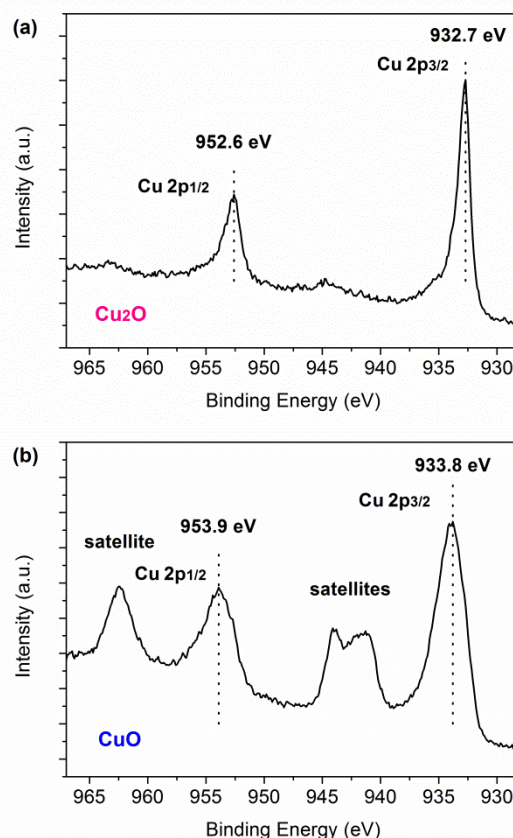 (a)
932.7 eV
Cu 2p3/2
952.6 eV
Cu 2p1/2
Intensity (a.u.)
Cu2O
965 960 955 950 945 940 935 930
Binding Energy (eV)
(b)
933.8 eV
Cu 2p3/2
953.9 eV
satellite
Cu 2p1/2
satellites
Intensity (a.u.)
CuO
965 960 955 950 945 940 935 930
Binding Energy (eV)